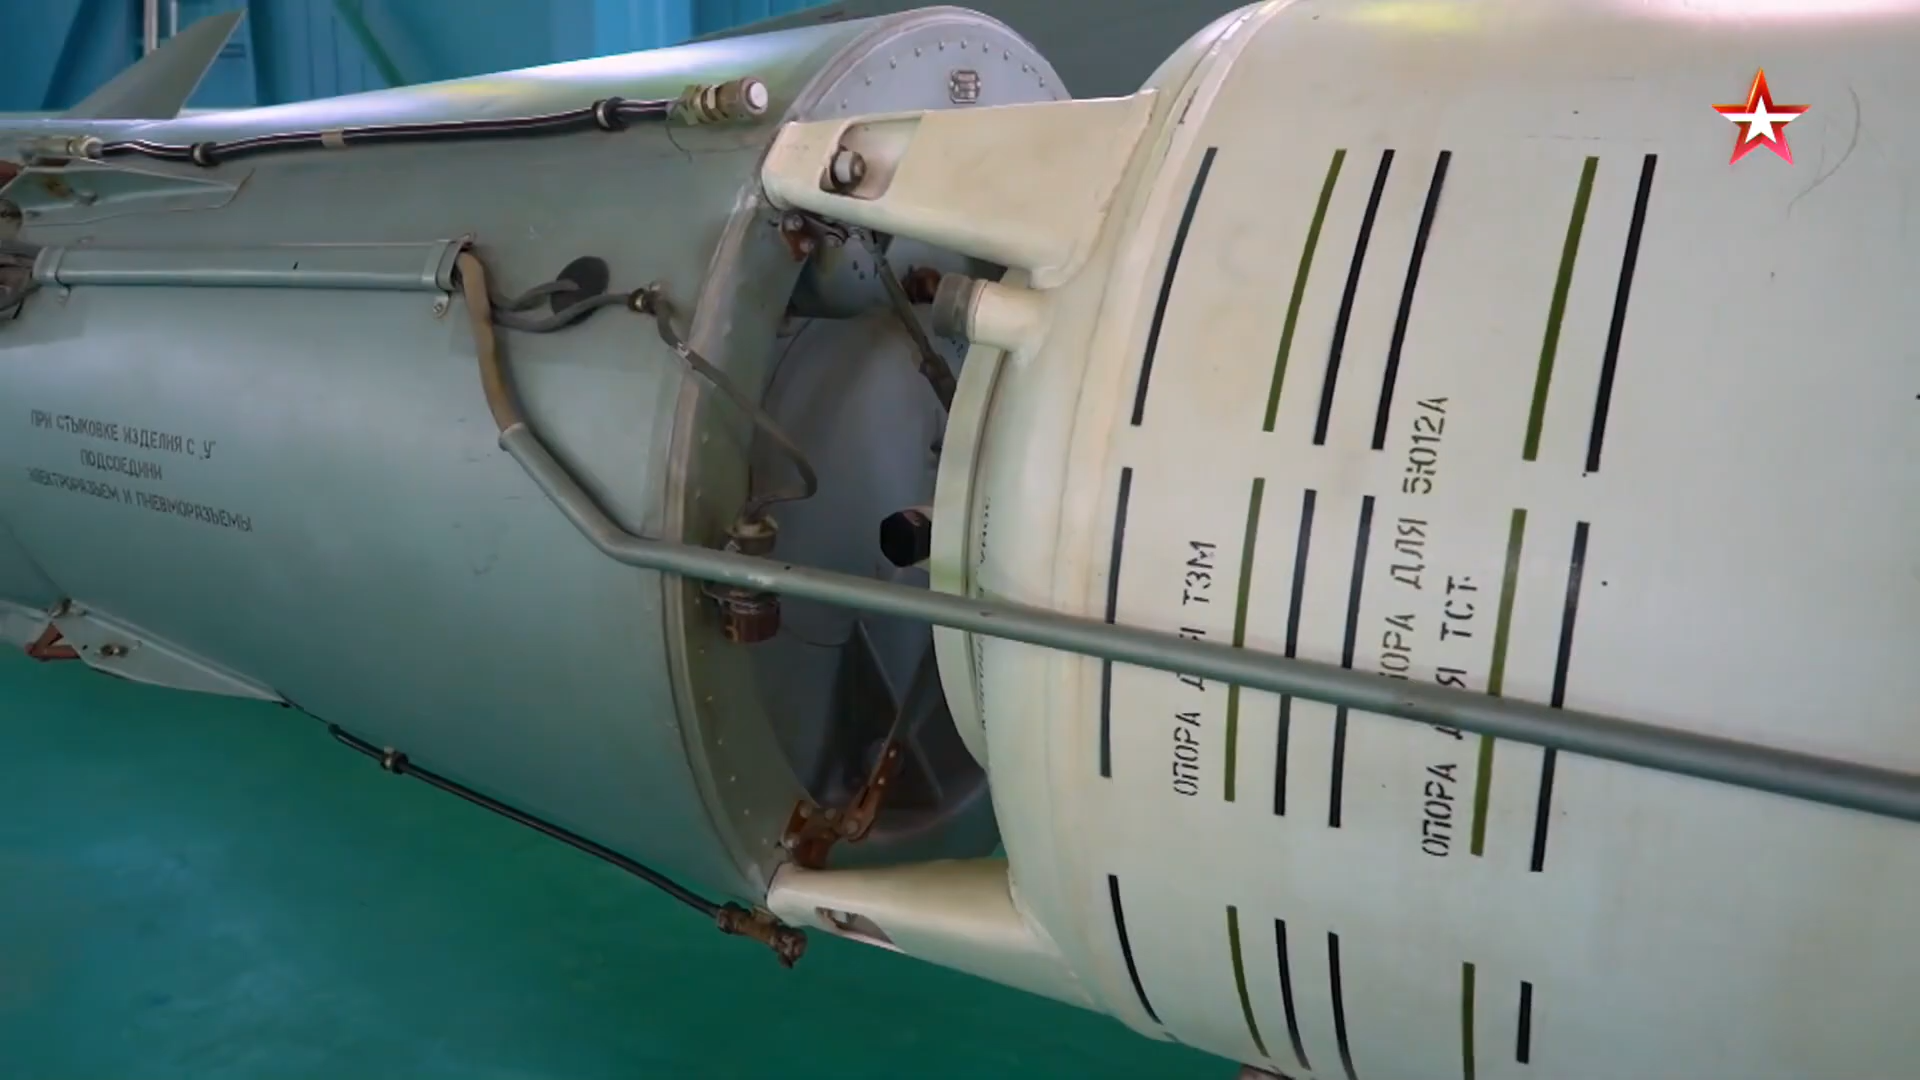 ПРИ СТЫКОВКЕ ИЗДЕЛИЯ С „У“
ПОДСОЕДИНИ
ЭЛЕКТРОРАЗЪЕМ И ПНЕВМОРАЗЪЕМЫ
ОПОРА ДЛЯ ТЗМ
ОПОРА ДЛЯ 5Ю12А
ОПОРА ДЛЯ ТСТ